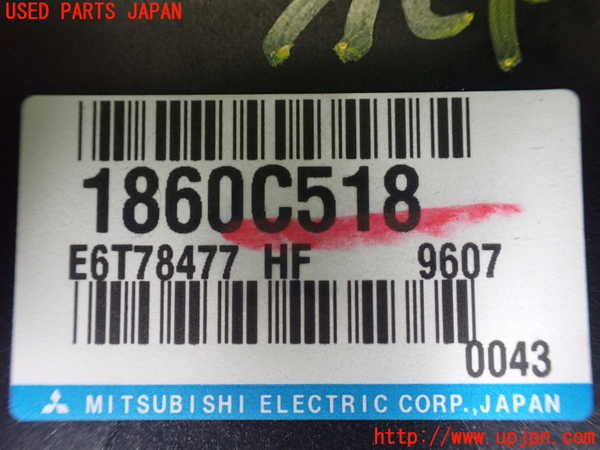 USED PARTS JAPAN
1860C518
E6T78477 HF 9607
0043
MITSUBISHI ELECTRIC CORP., JAPAN
http://www.upjpn.com